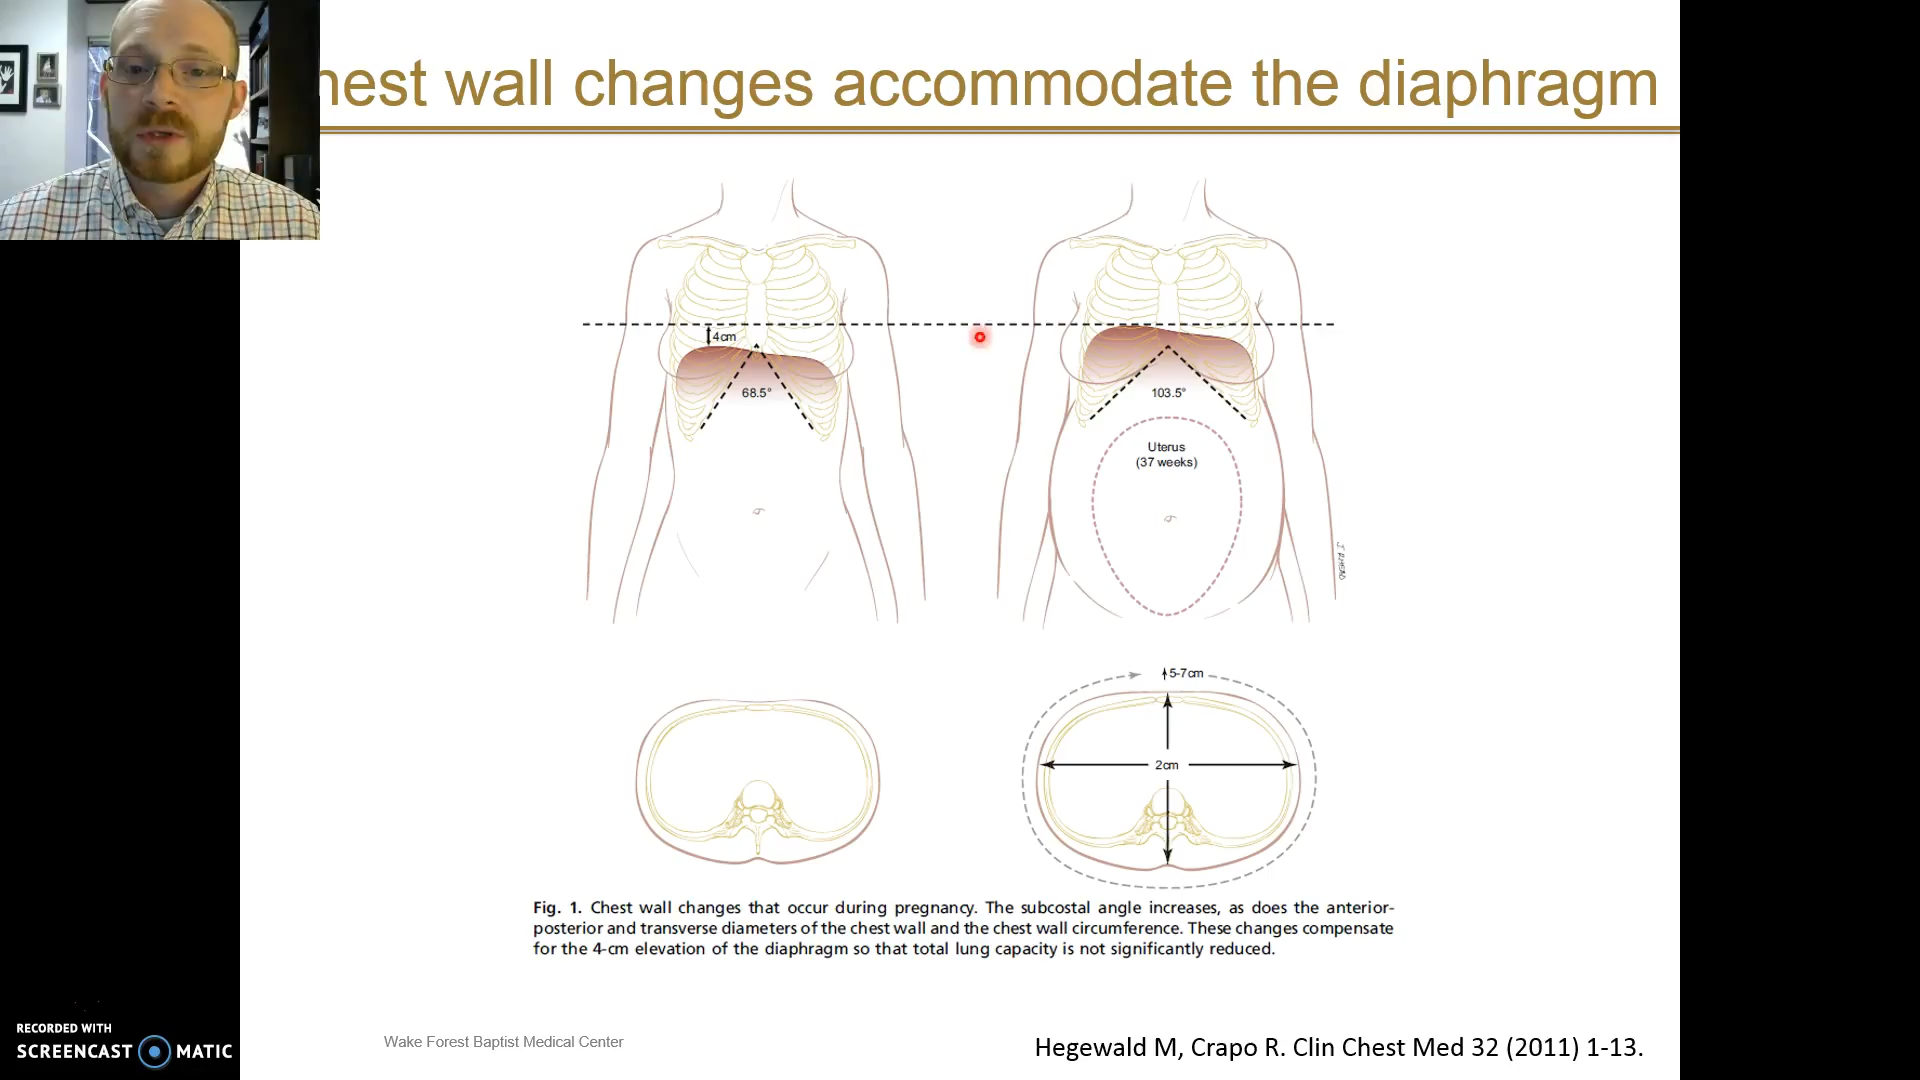 hest wall changes accommodate the diaphragm
4cm
68.5°
103.5°
Uterus
(37 weeks)
5-7cm
2cm
Fig. 1. Chest wall changes that occur during pregnancy. The subcostal angle increases, as does the anterior-
posterior and transverse diameters of the chest wall and the chest wall circumference. These changes compensate
for the 4-cm elevation of the diaphragm so that total lung capacity is not significantly reduced.
Wake Forest Baptist Medical Center
Hegewald M, Crapo R. Clin Chest Med 32 (2011) 1-13.
RECORDED WITH
SCREENCAST MATIC